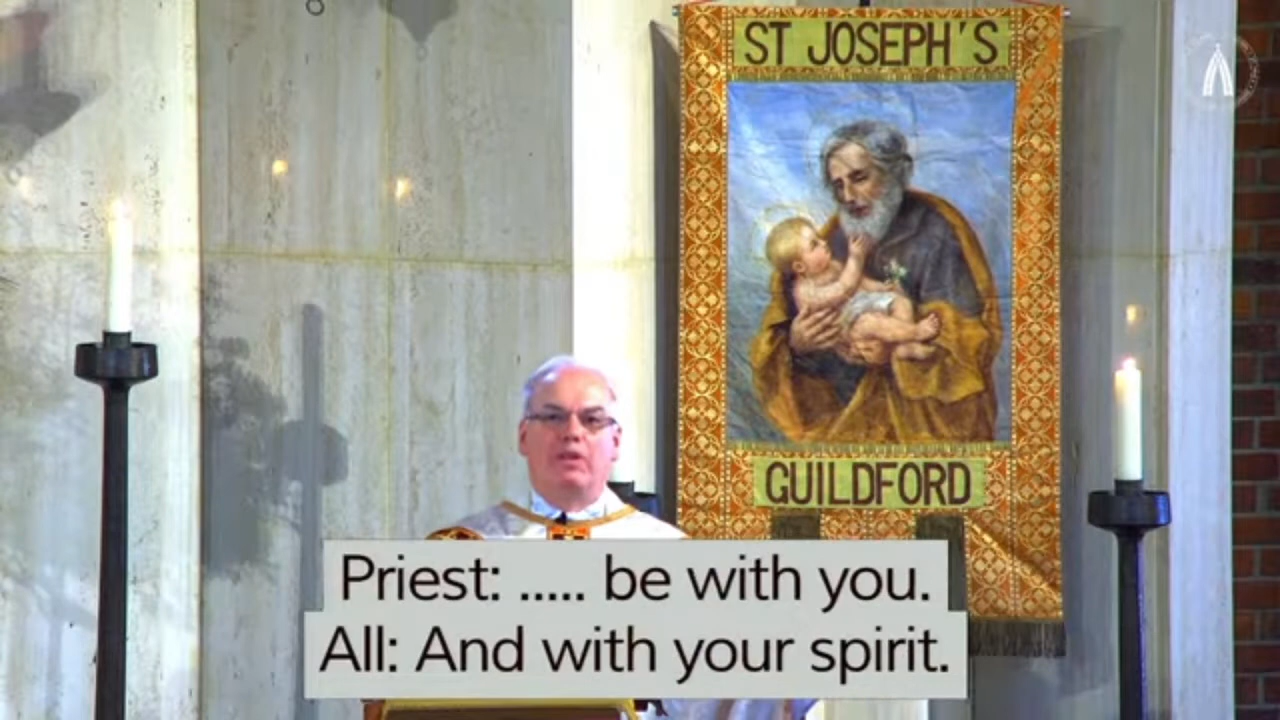 ST JOSEPH'S
GUILDFORD
Priest: ..... be with you.
All: And with your spirit.